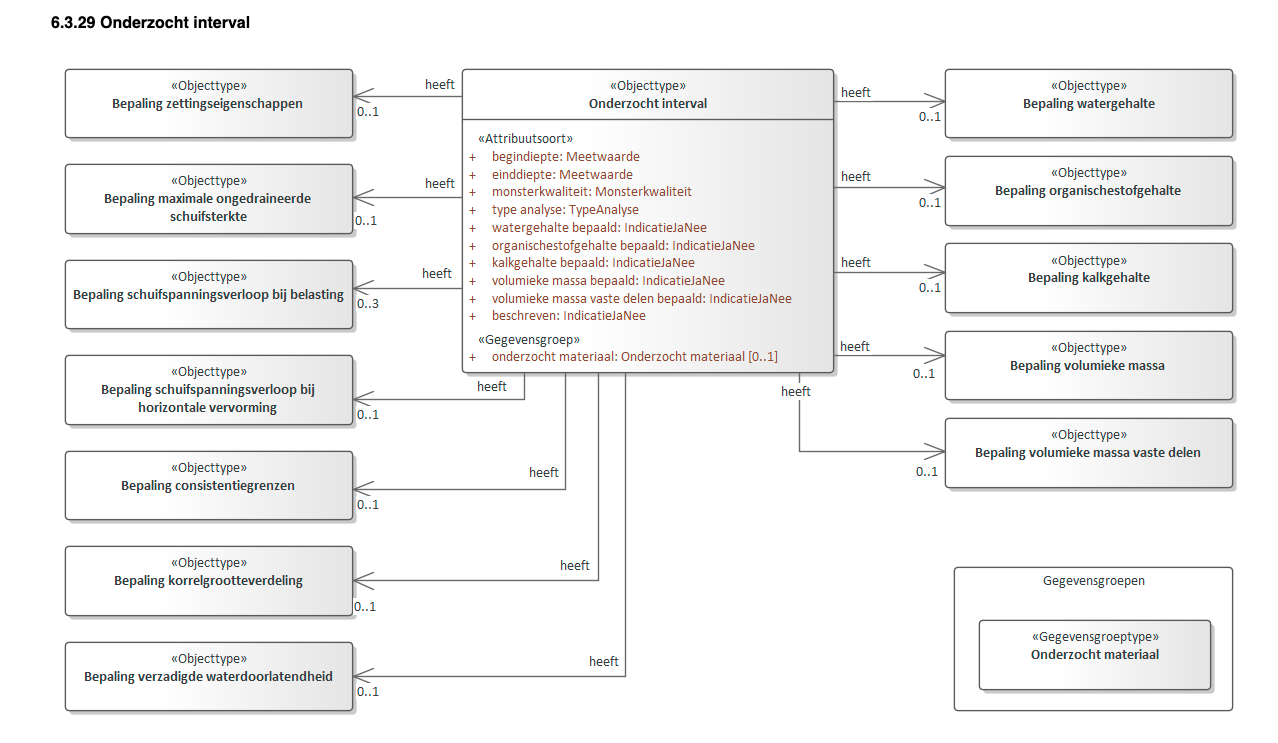 6.3.29 Onderzocht interval
«Objecttype»
Bepaling zettingseigenschappen
heeft
0..1
«Objecttype»
Bepaling maximale ongedraineerde
schuifsterkte
heeft
0..1
«Objecttype»
Bepaling schuifspanningsverloop bij belasting
heeft
0..3
«Objecttype»
Bepaling schuifspanningsverloop bij
horizontale vervorming
heeft
0..1
«Objecttype»
Bepaling consistentiegrenzen
heeft
0..1
«Objecttype»
Bepaling korrelgrootteverdeling
heeft
0..1
«Objecttype»
Bepaling verzadigde waterdoorlatendheid
heeft
0..1
«Objecttype»
Onderzocht interval
«Attribuutsoort»
+ begindiepte: Meetwaarde
+ einddiepte: Meetwaarde
+ monsterkwaliteit: Monsterkwaliteit
+ type analyse: TypeAnalyse
+ watergehalte bepaald: IndicatieJaNee
+ organischestofgehalte bepaald: IndicatieJaNee
+ kalkgehalte bepaald: IndicatieJaNee
+ volumieke massa bepaald: IndicatieJaNee
+ volumieke massa vaste delen bepaald: IndicatieJaNee
+ beschreven: IndicatieJaNee
«Gegevensgroep»
+ onderzocht materiaal: Onderzocht materiaal [0..1]
heeft
0..1
«Objecttype»
Bepaling watergehalte
heeft
0..1
«Objecttype»
Bepaling organischestofgehalte
heeft
0..1
«Objecttype»
Bepaling kalkgehalte
heeft
0..1
«Objecttype»
Bepaling volumieke massa
heeft
0..1
«Objecttype»
Bepaling volumieke massa vaste delen
Gegevensgroepen
«Gegevensgroeptype»
Onderzocht materiaal